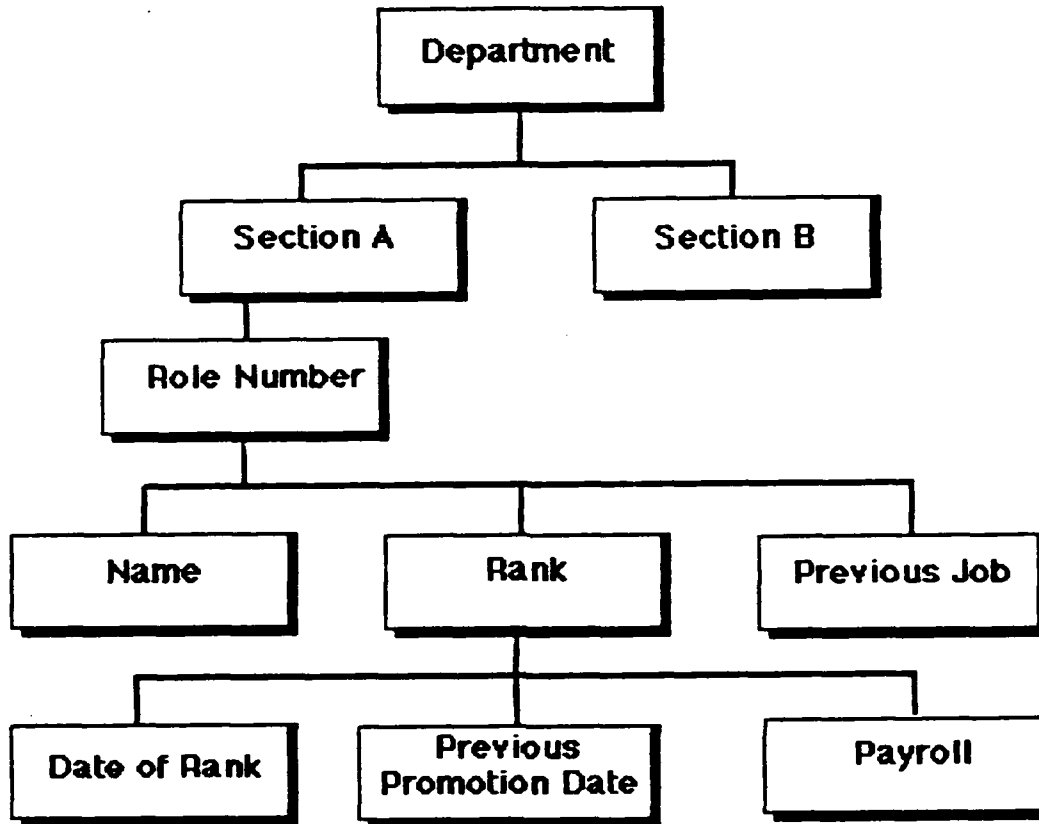 Department
Section A
Section B
Role Number
Name
Rank
Previous Job
Date of Rank
Previous
Promotion Date
Payroll